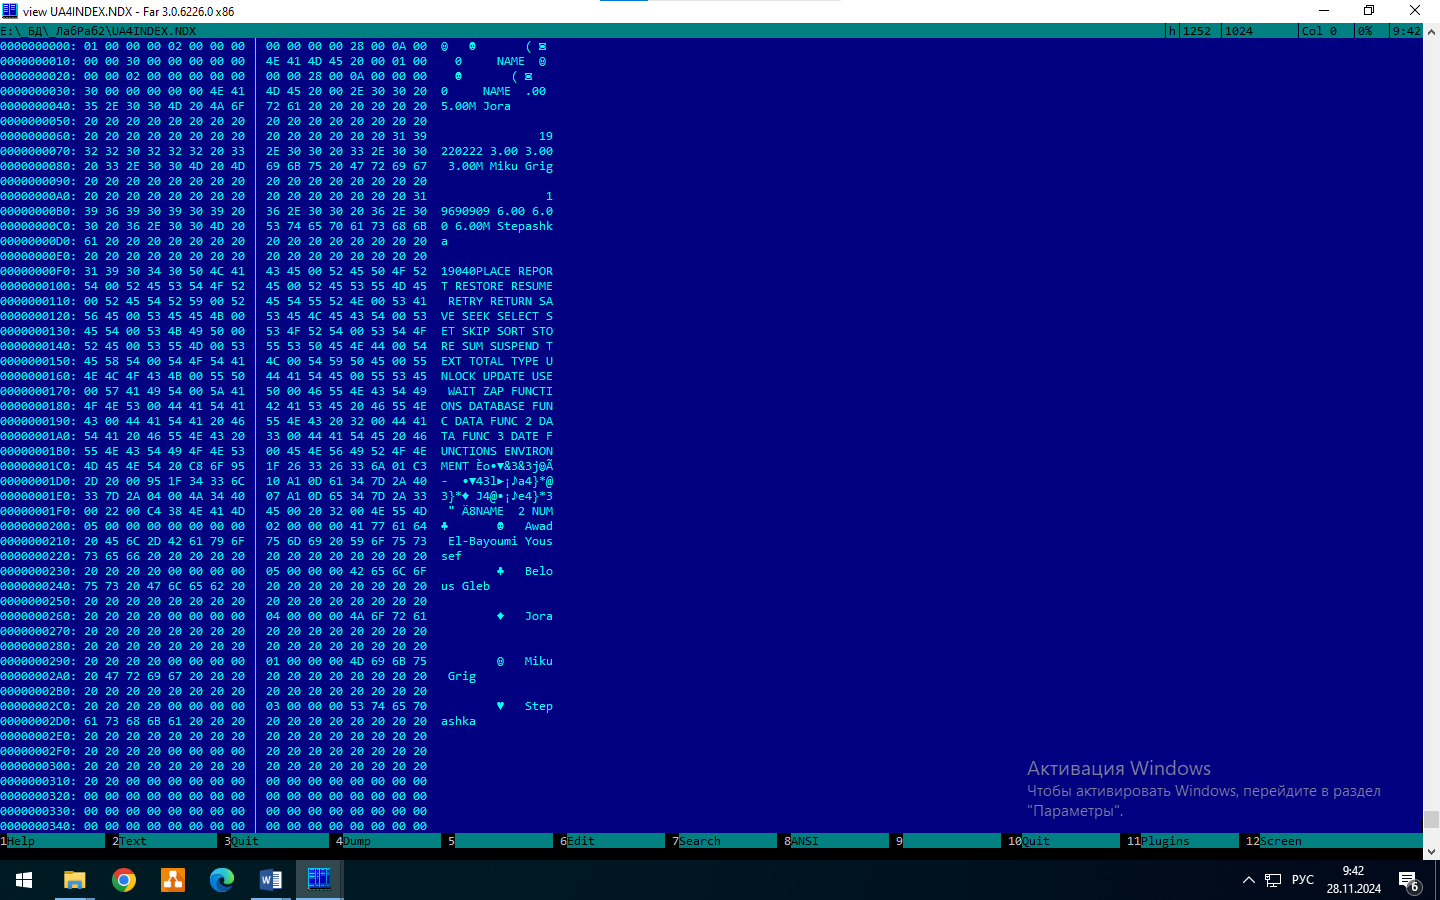 view UA4INDEX.NDX - Far 3.0.6226.0 x86
E:\_БД\_ЛабРаб2\UA4INDEX.NDX h 1252 1024 Col 0 0% 9:42
0000000000: 01 00 00 00 02 00 00 00 00 00 00 00 28 00 0A 00 ☺ ☻ ( ◙
0000000010: 00 00 30 00 00 00 00 00 4E 41 4D 45 20 00 01 00 0 NAME ☺
0000000020: 00 00 02 00 00 00 00 00 00 00 28 00 0A 00 00 00 ☻ ( ◙
0000000030: 30 00 00 00 00 00 4E 41 4D 45 20 00 2E 30 30 20 0 NAME .00
0000000040: 35 2E 30 30 4D 20 4A 6F 72 61 20 20 20 20 20 20 5.00M Jora
0000000050: 20 20 20 20 20 20 20 20 20 20 20 20 20 20 20 20
0000000060: 20 20 20 20 20 20 20 20 20 20 20 20 20 20 31 39 19
0000000070: 32 32 30 32 32 32 20 33 2E 30 30 20 33 2E 30 30 220222 3.00 3.00
0000000080: 20 33 2E 30 30 4D 20 4D 69 6B 75 20 47 72 69 67 3.00M Miku Grig
0000000090: 20 20 20 20 20 20 20 20 20 20 20 20 20 20 20 20
00000000A0: 20 20 20 20 20 20 20 20 20 20 20 20 20 20 20 31 1
00000000B0: 39 36 39 30 39 30 39 20 36 2E 30 30 20 36 2E 30 9690909 6.00 6.0
00000000C0: 30 20 36 2E 30 30 4D 20 53 74 65 70 61 73 68 6B 0 6.00M Stepashk
00000000D0: 61 20 20 20 20 20 20 20 20 20 20 20 20 20 20 20 a
00000000E0: 20 20 20 20 20 20 20 20 20 20 20 20 20 20 20 20
00000000F0: 31 39 30 34 30 50 4C 41 43 45 00 52 45 50 4F 52 19040PLACE REPOR
0000000100: 54 00 52 45 53 54 4F 52 45 00 52 45 53 55 4D 45 T RESTORE RESUME
0000000110: 00 52 45 54 52 59 00 52 45 54 55 52 4E 00 53 41 RETRY RETURN SA
0000000120: 56 45 00 53 45 45 4B 00 53 45 4C 45 43 54 00 53 VE SEEK SELECT S
0000000130: 45 54 00 53 4B 49 50 00 53 4F 52 54 00 53 54 4F ET SKIP SORT STO
0000000140: 52 45 00 53 55 4D 00 53 55 53 50 45 4E 44 00 54 RE SUM SUSPEND T
0000000150: 45 58 54 00 54 4F 54 41 4C 00 54 59 50 45 00 55 EXT TOTAL TYPE U
0000000160: 4E 4C 4F 43 4B 00 55 50 44 41 54 45 00 55 53 45 NLOCK UPDATE USE
0000000170: 00 57 41 49 54 00 5A 41 50 00 46 55 4E 43 54 49 WAIT ZAP FUNCTI
0000000180: 4F 4E 53 00 44 41 54 41 42 41 53 45 20 46 55 4E ONS DATABASE FUN
0000000190: 43 00 44 41 54 41 20 46 55 4E 43 20 32 00 44 41 C DATA FUNC 2 DA
00000001A0: 54 41 20 46 55 4E 43 20 33 00 44 41 54 45 20 46 TA FUNC 3 DATE F
00000001B0: 55 4E 43 54 49 4F 4E 53 00 45 4E 56 49 52 4F 4E UNCTIONS ENVIRON
00000001C0: 4D 45 4E 54 20 C8 6F 95 1F 26 33 26 33 6A 01 C3 MENT Èo•▼&3&3j☺Ã
00000001D0: 2D 20 00 95 1F 34 33 6C 10 A1 0D 61 34 7D 2A 40 -  •▼43l►¡♪a4}*@
00000001E0: 33 7D 2A 04 00 4A 34 40 07 A1 0D 65 34 7D 2A 33 3}*♦ J4@•¡♪e4}*3
00000001F0: 00 22 00 C4 38 4E 41 4D 45 00 20 32 00 4E 55 4D " Ä8NAME 2 NUM
0000000200: 05 00 00 00 00 00 00 00 02 00 00 00 41 77 61 64 ♣ ☻ Awad
0000000210: 20 45 6C 2D 42 61 79 6F 75 6D 69 20 59 6F 75 73 El-Bayoumi Yous
0000000220: 73 65 66 20 20 20 20 20 20 20 20 20 20 20 20 20 sef
0000000230: 20 20 20 20 00 00 00 00 05 00 00 00 42 65 6C 6F ♣ Belo
0000000240: 75 73 20 47 6C 65 62 20 20 20 20 20 20 20 20 20 us Gleb
0000000250: 20 20 20 20 20 20 20 20 20 20 20 20 20 20 20 20
0000000260: 20 20 20 20 00 00 00 00 04 00 00 00 4A 6F 72 61 ♦ Jora
0000000270: 20 20 20 20 20 20 20 20 20 20 20 20 20 20 20 20
0000000280: 20 20 20 20 20 20 20 20 20 20 20 20 20 20 20 20
0000000290: 20 20 20 20 00 00 00 00 01 00 00 00 4D 69 6B 75 ☺ Miku
00000002A0: 20 47 72 69 67 20 20 20 20 20 20 20 20 20 20 20 Grig
00000002B0: 20 20 20 20 20 20 20 20 20 20 20 20 20 20 20 20
00000002C0: 20 20 20 20 00 00 00 00 03 00 00 00 53 74 65 70 ♥ Step
00000002D0: 61 73 68 6B 61 20 20 20 20 20 20 20 20 20 20 20 ashka
00000002E0: 20 20 20 20 20 20 20 20 20 20 20 20 20 20 20 20
00000002F0: 20 20 20 20 00 00 00 00 20 20 20 20 20 20 20 20
0000000300: 20 20 20 20 20 20 20 20 20 20 20 20 20 20 20 20
0000000310: 20 20 00 00 00 00 00 00 00 00 00 00 00 00 00 00
0000000320: 00 00 00 00 00 00 00 00 00 00 00 00 00 00 00 00
0000000330: 00 00 00 00 00 00 00 00 00 00 00 00 00 00 00 00
0000000340: 00 00 00 00 00 00 00 00 00 00 00 00 00 00 00 00
Активация Windows
Чтобы активировать Windows, перейдите в раздел
"Параметры".
1Help 2Text 3Quit 4Dump 5 6Edit 7Search 8ANSI 9 10Quit 11Plugins 12Screen
РУС 9:42
28.11.2024
6